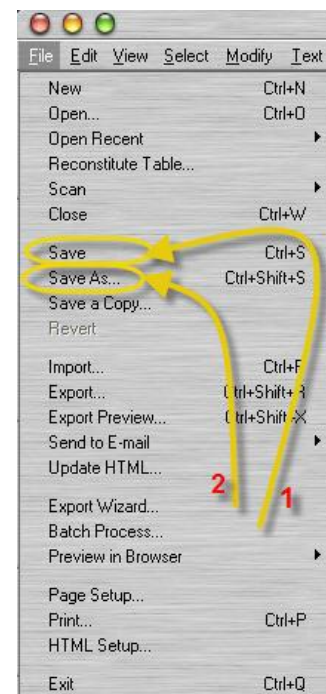 File Edit View Select Modify Text
New Ctrl+N
Open... Ctrl+O
Open Recent
Reconstitute Table...
Scan
Close Ctrl+W
Save Ctrl+S
Save As... Ctrl+Shift+S
Save a Copy...
Revert
Import...
Export... Ctrl+Shift+R
Export Preview... Ctrl+Shift+X
Send to E-mail
Update HTML...
2 1
Export Wizard...
Batch Process...
Preview in Browser
Page Setup...
Print... Ctrl+P
HTML Setup...
Exit Ctrl+Q